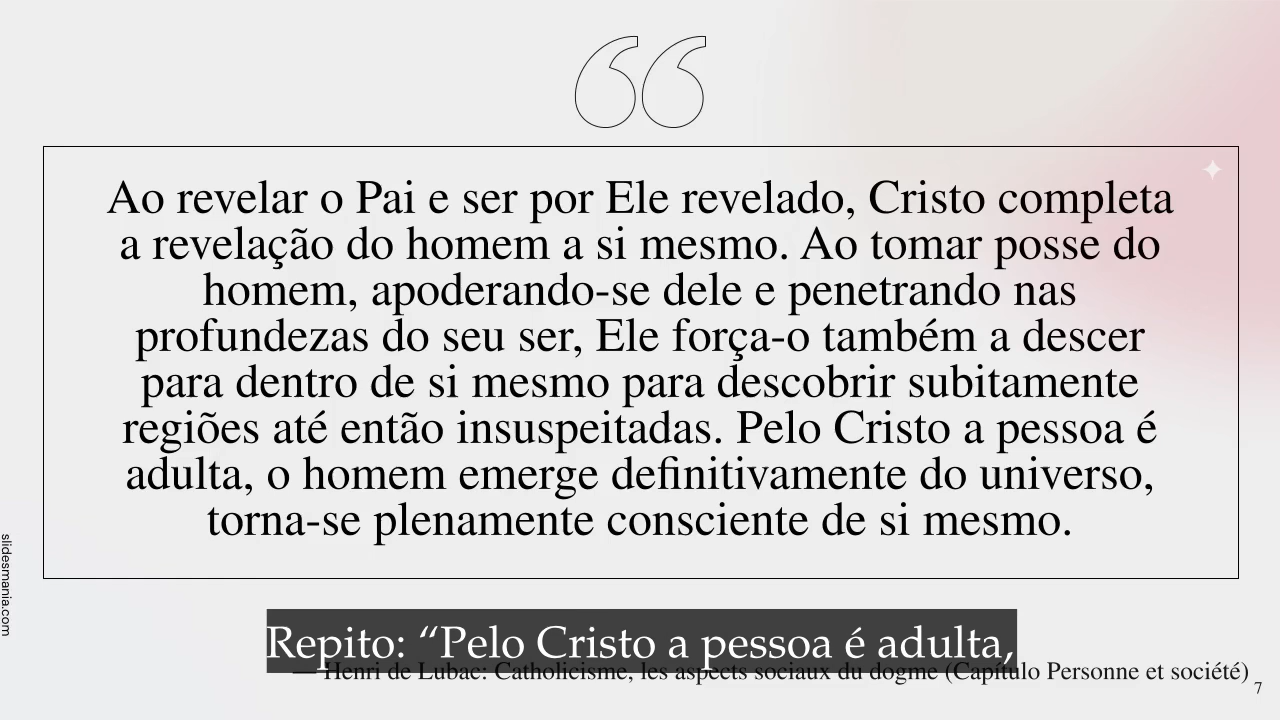 “
Ao revelar o Pai e ser por Ele revelado, Cristo completa
a revelação do homem a si mesmo. Ao tomar posse do
homem, apoderando-se dele e penetrando nas
profundezas do seu ser, Ele força-o também a descer
para dentro de si mesmo para descobrir subitamente
regiões até então insuspeitadas. Pelo Cristo a pessoa é
adulta, o homem emerge definitivamente do universo,
torna-se plenamente consciente de si mesmo.
slidesmania.com
Repito: “Pelo Cristo a pessoa é adulta,
— Henri de Lubac: Catholicisme, les aspects sociaux du dogme (Capítulo Personne et société)
7